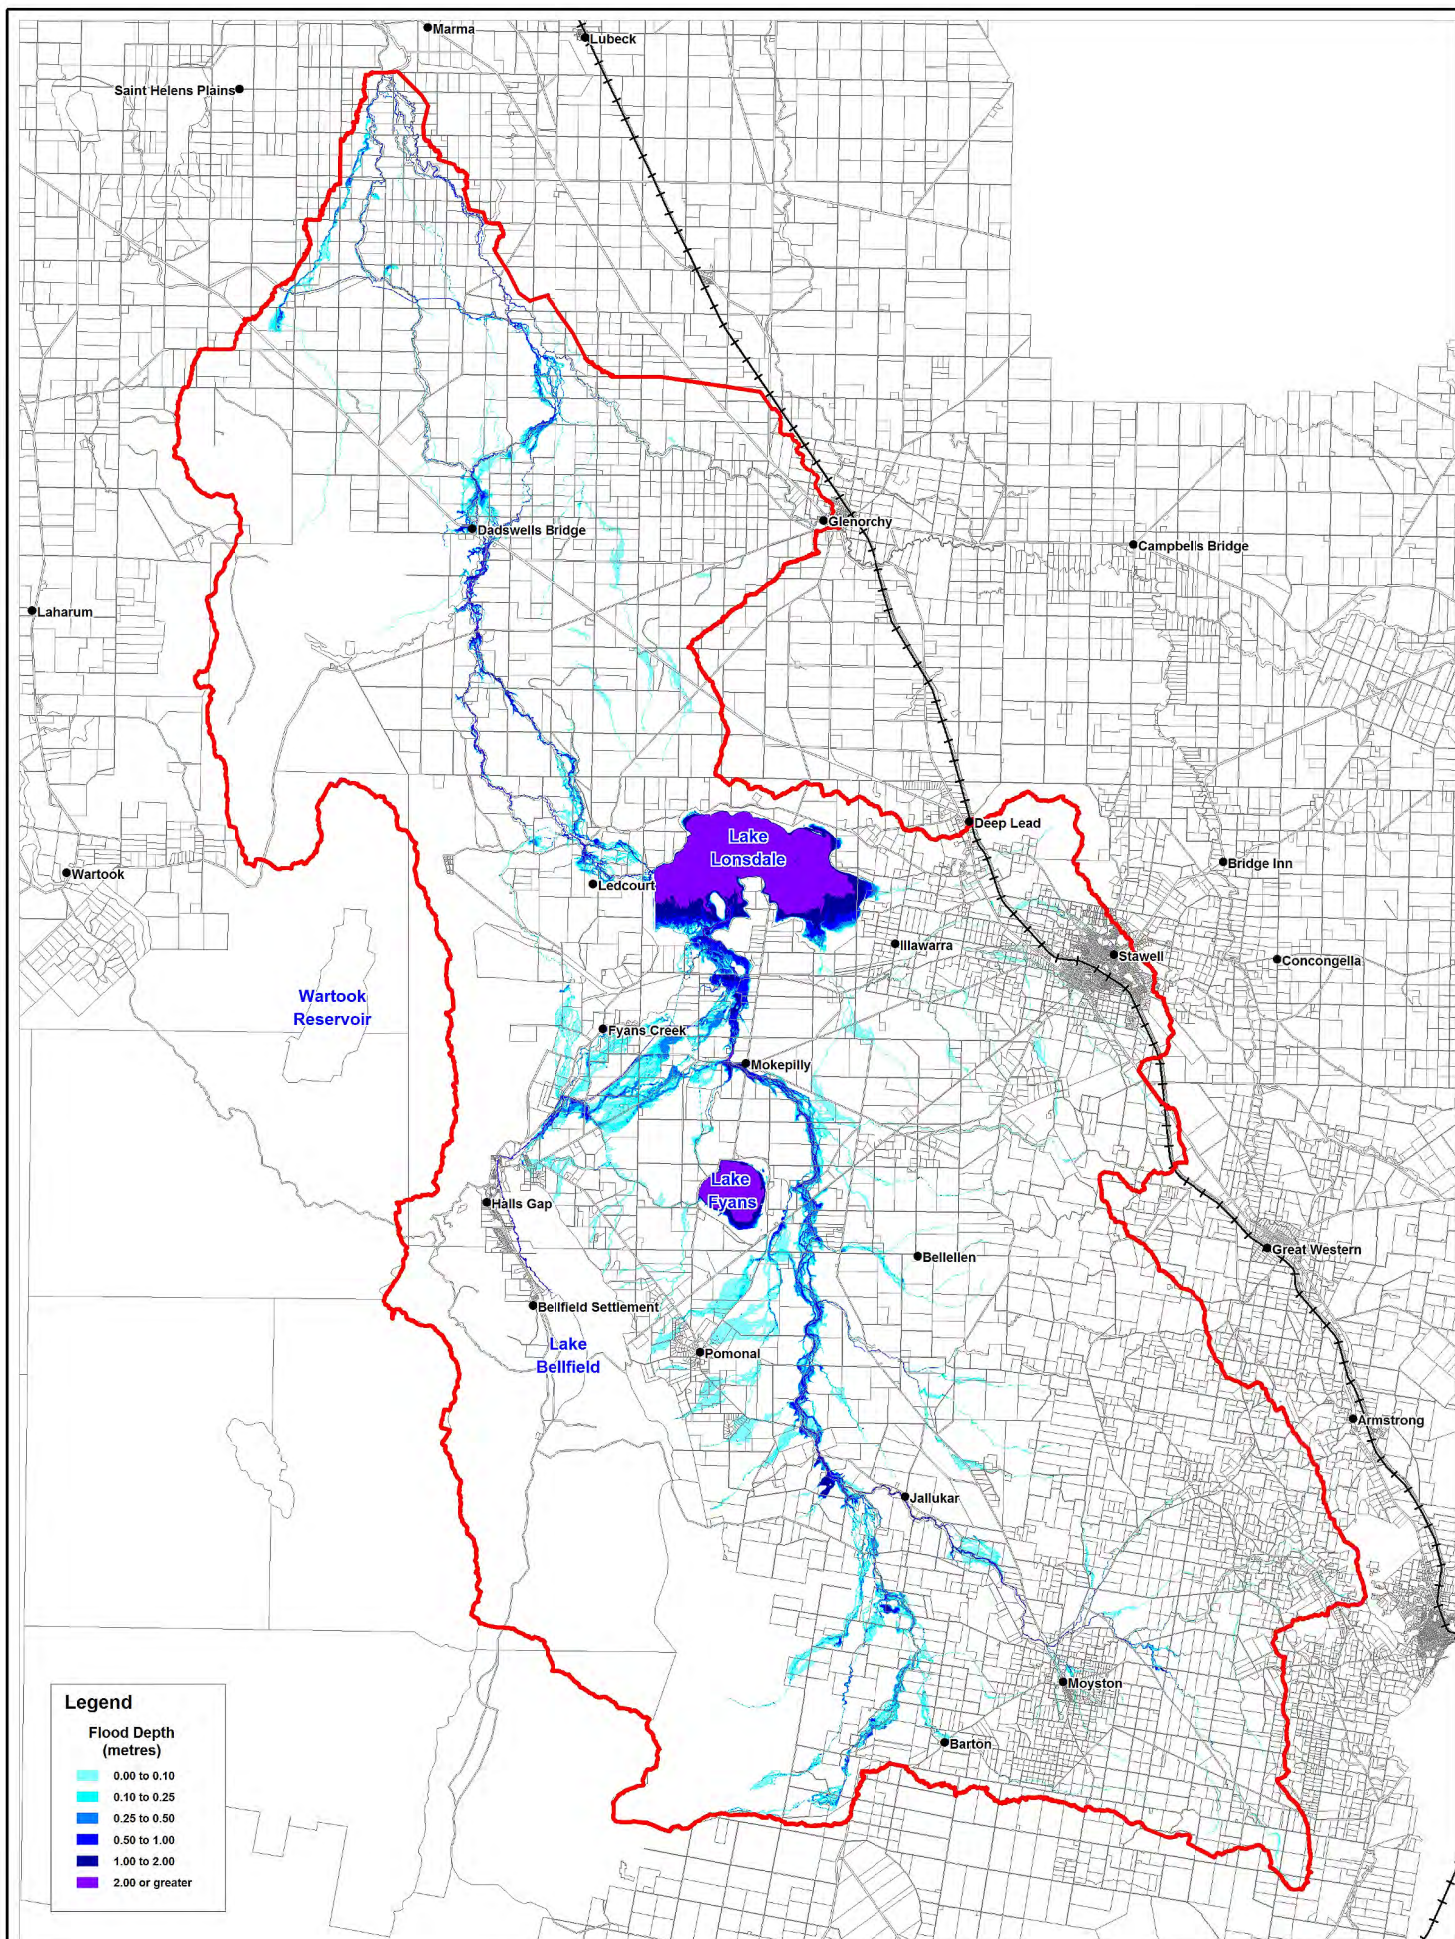 Marma
Lubeck
Saint Helens Plains
Glenorchy
Dadswells Bridge
Campbells Bridge
Laharum
Deep Lead
Lake
Lonsdale
Bridge Inn
Wartook
Ledcourt
Illawarra
Stawell
Concongella
Wartook
Reservoir
Fyans Creek
Mokepilly
Lake
Fyans
Halls Gap
Great Western
Bellellen
Bellfield Settlement
Lake
Bellfield
Pomonal
Armstrong
Jallukar
Moyston
Barton
Legend
Flood Depth
(metres)
0.00 to 0.10
0.10 to 0.25
0.25 to 0.50
0.50 to 1.00
1.00 to 2.00
2.00 or greater